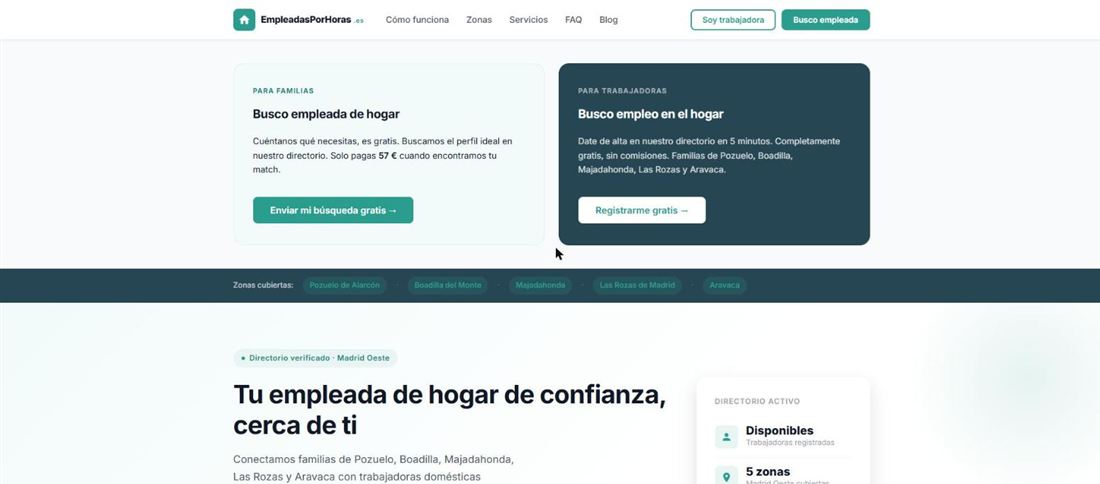 EmpleadasPorHoras.es Cómo funciona Zonas Servicios FAQ Blog Soy trabajadora Busco empleada
PARA FAMILIAS
Busco empleada de hogar
Cuéntanos qué necesitas, es gratis. Buscamos el perfil ideal en
nuestro directorio. Solo pagas 57 € cuando encontramos tu
match.
Enviar mi búsqueda gratis →
PARA TRABAJADORAS
Busco empleo en el hogar
Date de alta en nuestro directorio en 5 minutos. Completamente
gratis, sin comisiones. Familias de Pozuelo, Boadilla,
Majadahonda, Las Rozas y Aravaca.
Registrarme gratis →
Zonas cubiertas: Pozuelo de Alarcón · Boadilla del Monte · Majadahonda · Las Rozas de Madrid · Aravaca
Directorio verificado · Madrid Oeste
Tu empleada de hogar de confianza,
cerca de ti
Conectamos familias de Pozuelo, Boadilla, Majadahonda,
Las Rozas y Aravaca con trabajadoras domésticas
DIRECTORIO ACTIVO
Disponibles
Trabajadoras registradas
5 zonas
Madrid Oeste cubiertas